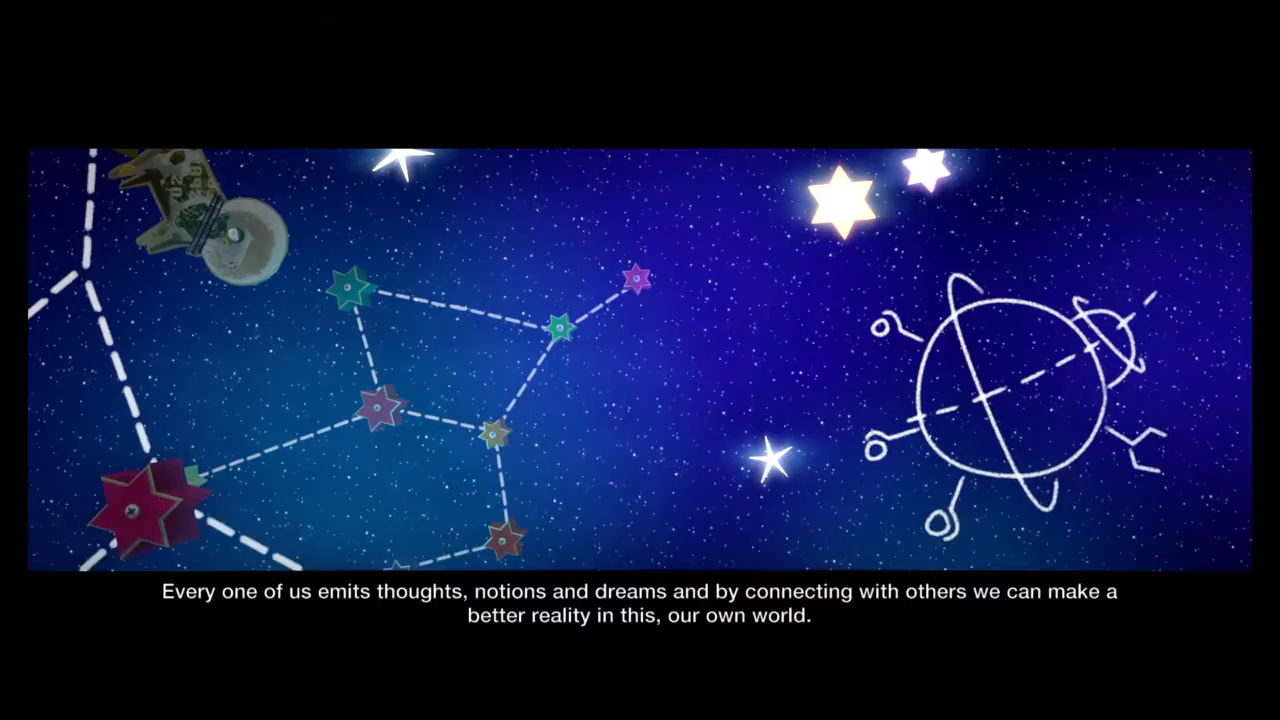 Every one of us emits thoughts, notions and dreams and by connecting with others we can make a
better reality in this, our own world.